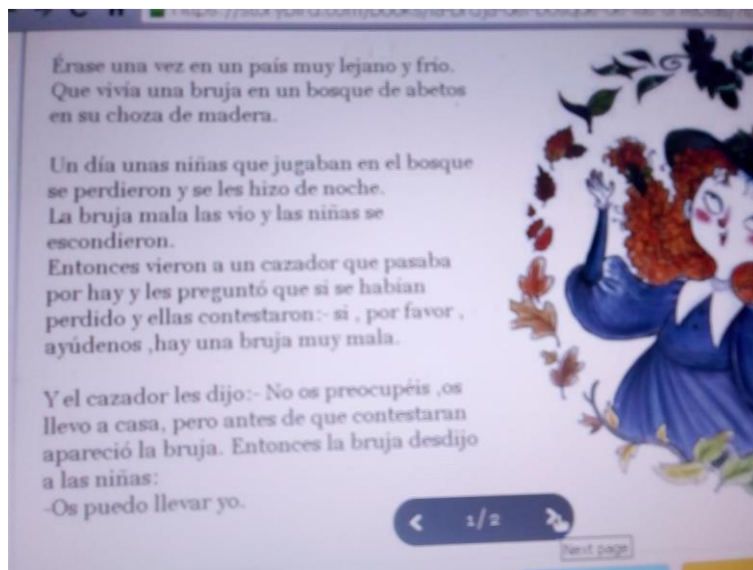 Érase una vez en un país muy lejano y frío.
Que vivía una bruja en un bosque de abetos
en su choza de madera.
Un día unas niñas que jugaban en el bosque
se perdieron y se les hizo de noche.
La bruja mala las vio y las niñas se
escondieron.
Entonces vieron a un cazador que pasaba
por hay y les preguntó que si se habían
perdido y ellas contestaron:- si , por favor ,
ayúdenos ,hay una bruja muy mala.
Y el cazador les dijo:- No os preocupéis ,os
llevo a casa, pero antes de que contestaran
apareció la bruja. Entonces la bruja desdijo
a las niñas:
-Os puedo llevar yo.
1/2
Next page